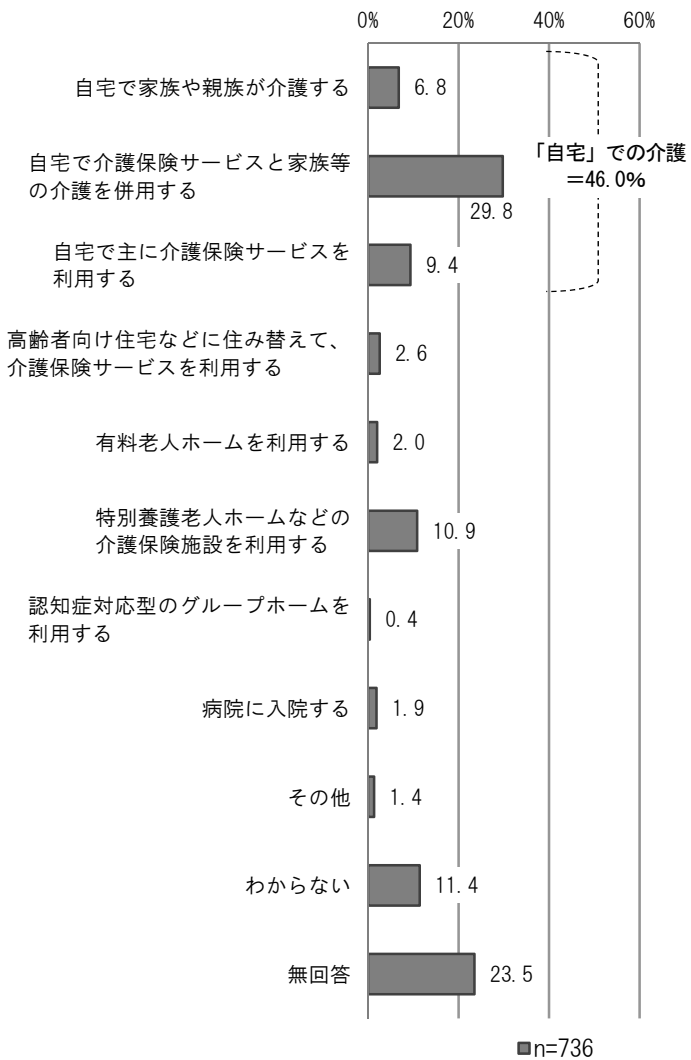 0% 20% 40% 60%
自宅で家族や親族が介護する
6.8
自宅で介護保険サービスと家族等
の介護を併用する
29.8
「自宅」での介護
＝46.0%
自宅で主に介護保険サービスを
利用する
9.4
高齢者向け住宅などに住み替えて、
介護保険サービスを利用する
2.6
有料老人ホームを利用する
2.0
特別養護老人ホームなどの
介護保険施設を利用する
10.9
認知症対応型のグループホームを
利用する
0.4
病院に入院する
1.9
その他
1.4
わからない
11.4
無回答
23.5
n=736